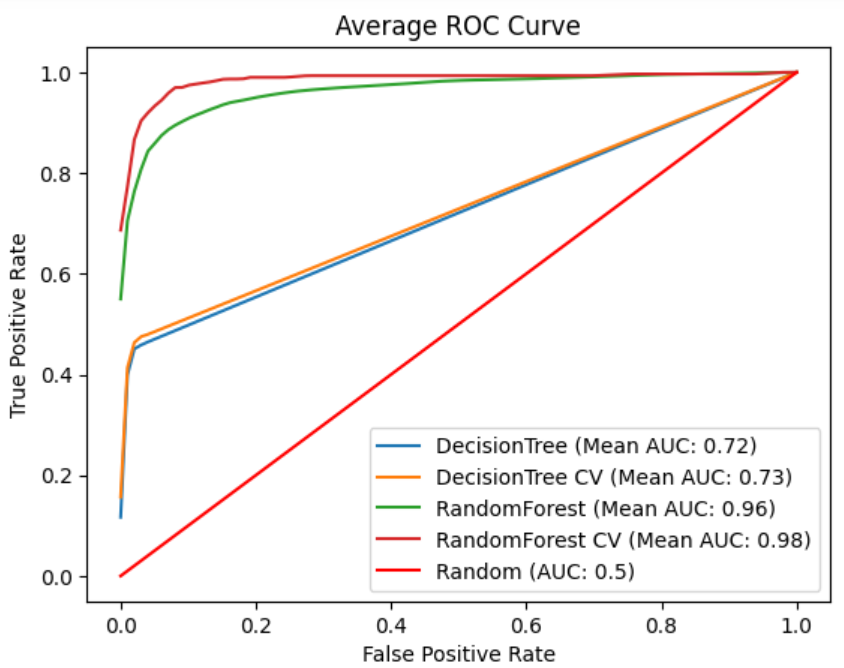 Average ROC Curve
True Positive Rate
1.0
0.8
0.6
0.4
0.2
0.0
DecisionTree (Mean AUC: 0.72)
DecisionTree CV (Mean AUC: 0.73)
RandomForest (Mean AUC: 0.96)
RandomForest CV (Mean AUC: 0.98)
Random (AUC: 0.5)
0.0 0.2 0.4 0.6 0.8 1.0
False Positive Rate